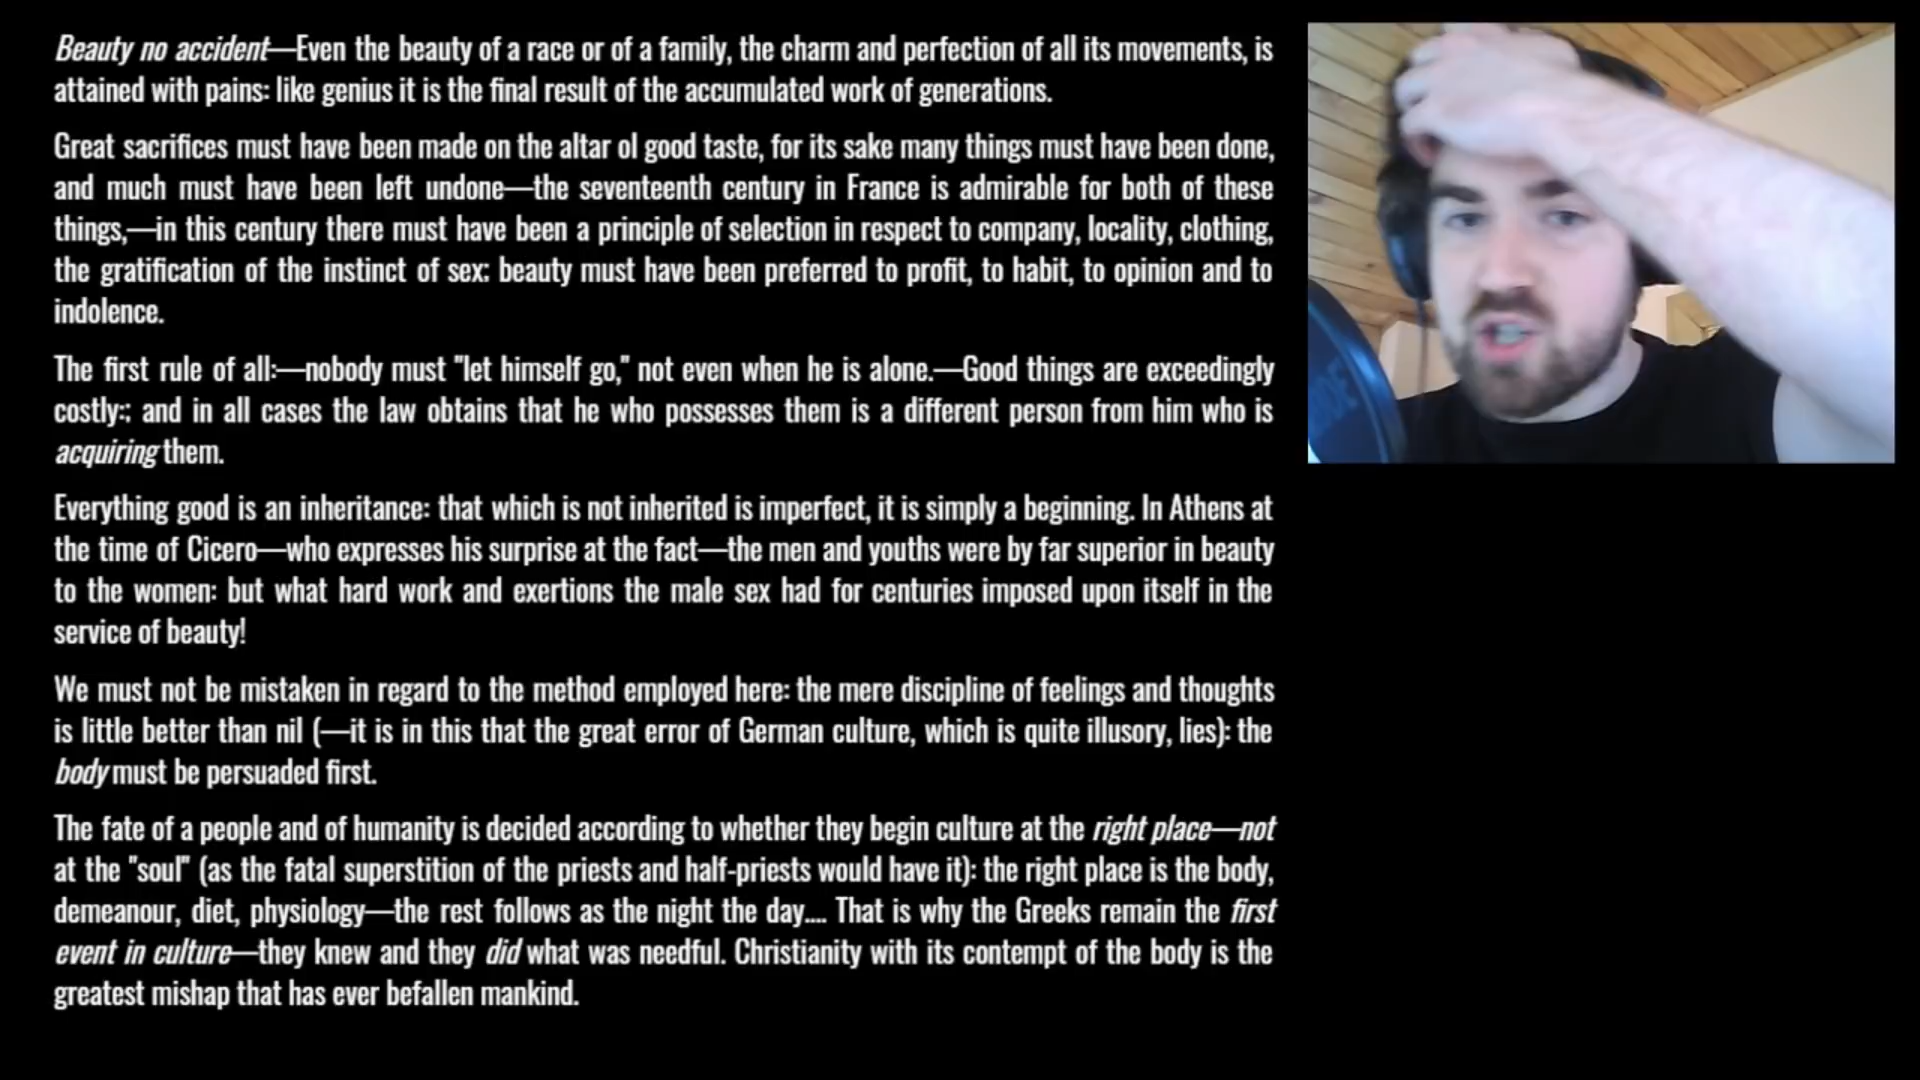 Beauty no accident—Even the beauty of a race or of a family, the charm and perfection of all its movements, is
attained with pains: like genius it is the final result of the accumulated work of generations.
Great sacrifices must have been made on the altar ol good taste, for its sake many things must have been done,
and much must have been left undone—the seventeenth century in France is admirable for both of these
things,—in this century there must have been a principle of selection in respect to company, locality, clothing,
the gratification of the instinct of sex: beauty must have been preferred to profit, to habit, to opinion and to
indolence.
The first rule of all:—nobody must "let himself go," not even when he is alone.—Good things are exceedingly
costly:; and in all cases the law obtains that he who possesses them is a different person from him who is
acquiring them.
Everything good is an inheritance: that which is not inherited is imperfect, it is simply a beginning. In Athens at
the time of Cicero—who expresses his surprise at the fact—the men and youths were by far superior in beauty
to the women: but what hard work and exertions the male sex had for centuries imposed upon itself in the
service of beauty!
We must not be mistaken in regard to the method employed here: the mere discipline of feelings and thoughts
is little better than nil (—it is in this that the great error of German culture, which is quite illusory, lies): the
body must be persuaded first.
The fate of a people and of humanity is decided according to whether they begin culture at the right place—not
at the "soul" (as the fatal superstition of the priests and half-priests would have it): the right place is the body,
demeanour, diet, physiology—the rest follows as the night the day.... That is why the Greeks remain the first
event in culture—they knew and they did what was needful. Christianity with its contempt of the body is the
greatest mishap that has ever befallen mankind.